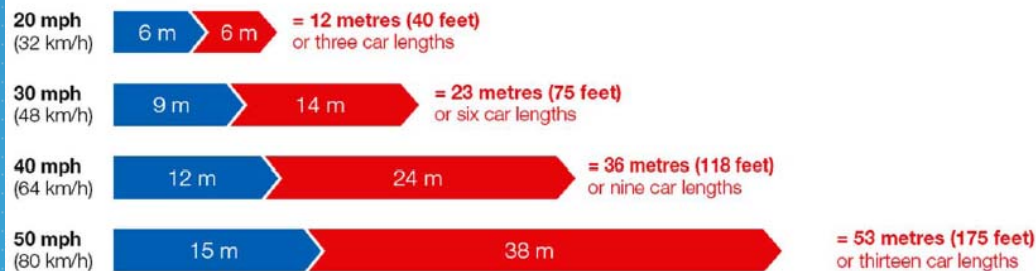 20 mph
(32 km/h)
6 m
6 m
= 12 metres (40 feet)
or three car lengths
30 mph
(48 km/h)
9 m
14 m
= 23 metres (75 feet)
or six car lengths
40 mph
(64 km/h)
12 m
24 m
= 36 metres (118 feet)
or nine car lengths
50 mph
(80 km/h)
15 m
38 m
= 53 metres (175 feet)
or thirteen car lengths